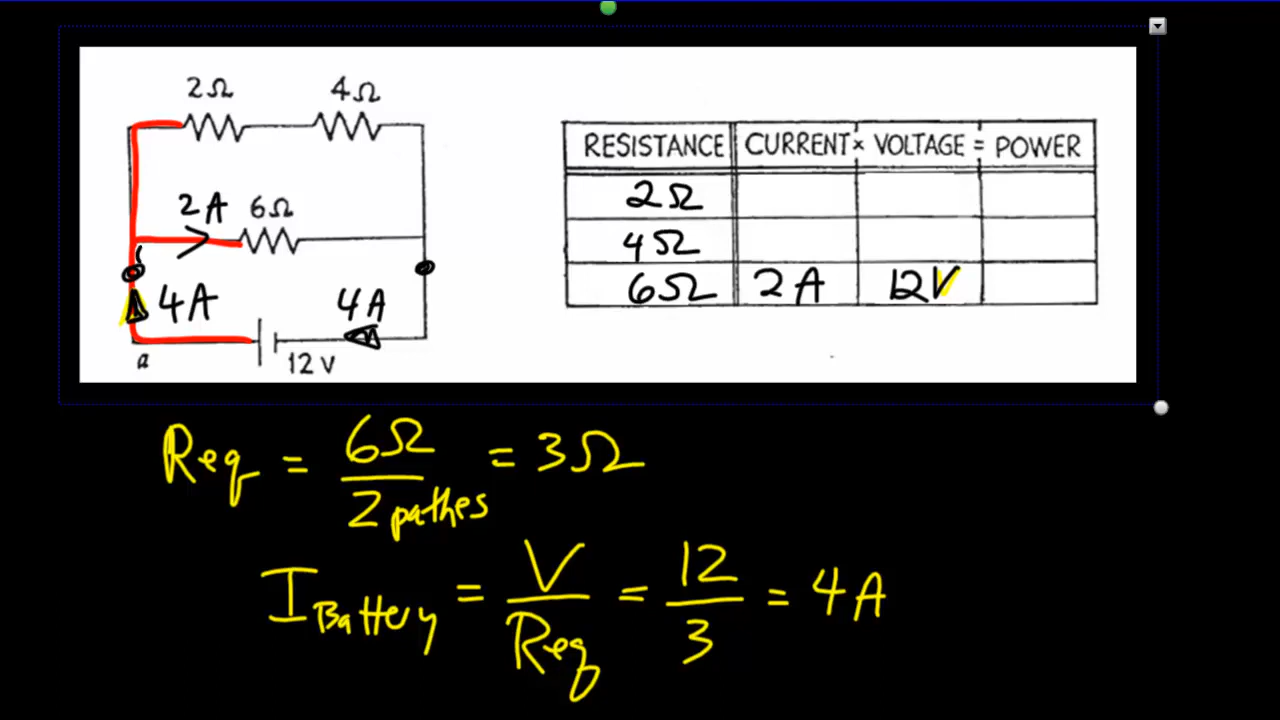 2Ω 4Ω
2A 6Ω
4A 4A
a 12 V
RESISTANCE CURRENT × VOLTAGE = POWER
2Ω
4Ω
6Ω 2A 12V
Req = 6Ω / 2 pathes = 3Ω
I Battery = V / Req = 12 / 3 = 4A